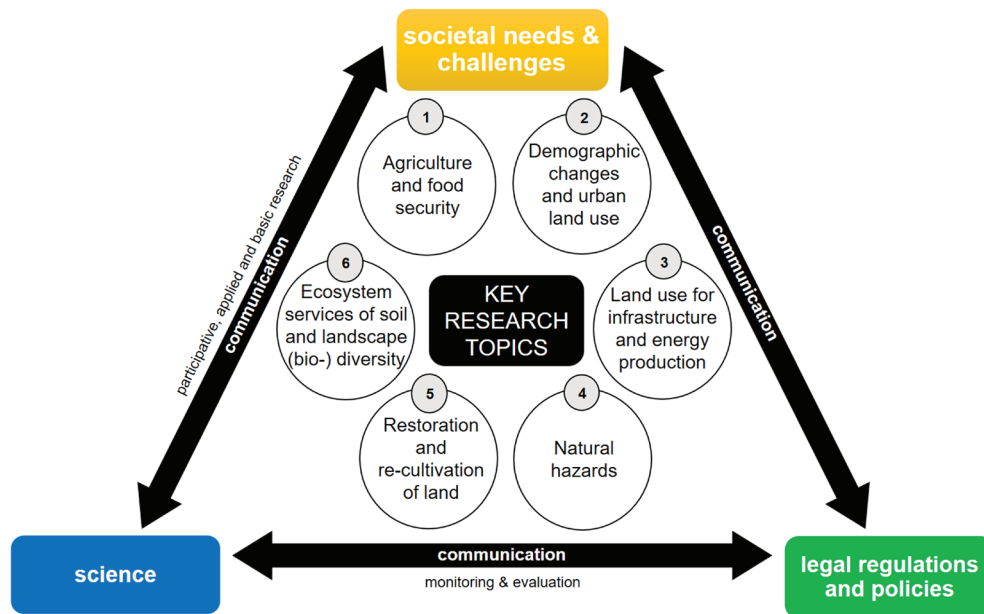 societal needs &
challenges
1
Agriculture
and food
security
2
Demographic
changes
and urban
land use
participative, applied and basic research
communication
communication
6
Ecosystem
services of soil
and landscape
(bio-) diversity
KEY
RESEARCH
TOPICS
3
Land use for
infrastructure
and energy
production
5
Restoration
and
re-cultivation
of land
4
Natural
hazards
science
communication
monitoring & evaluation
legal regulations
and policies